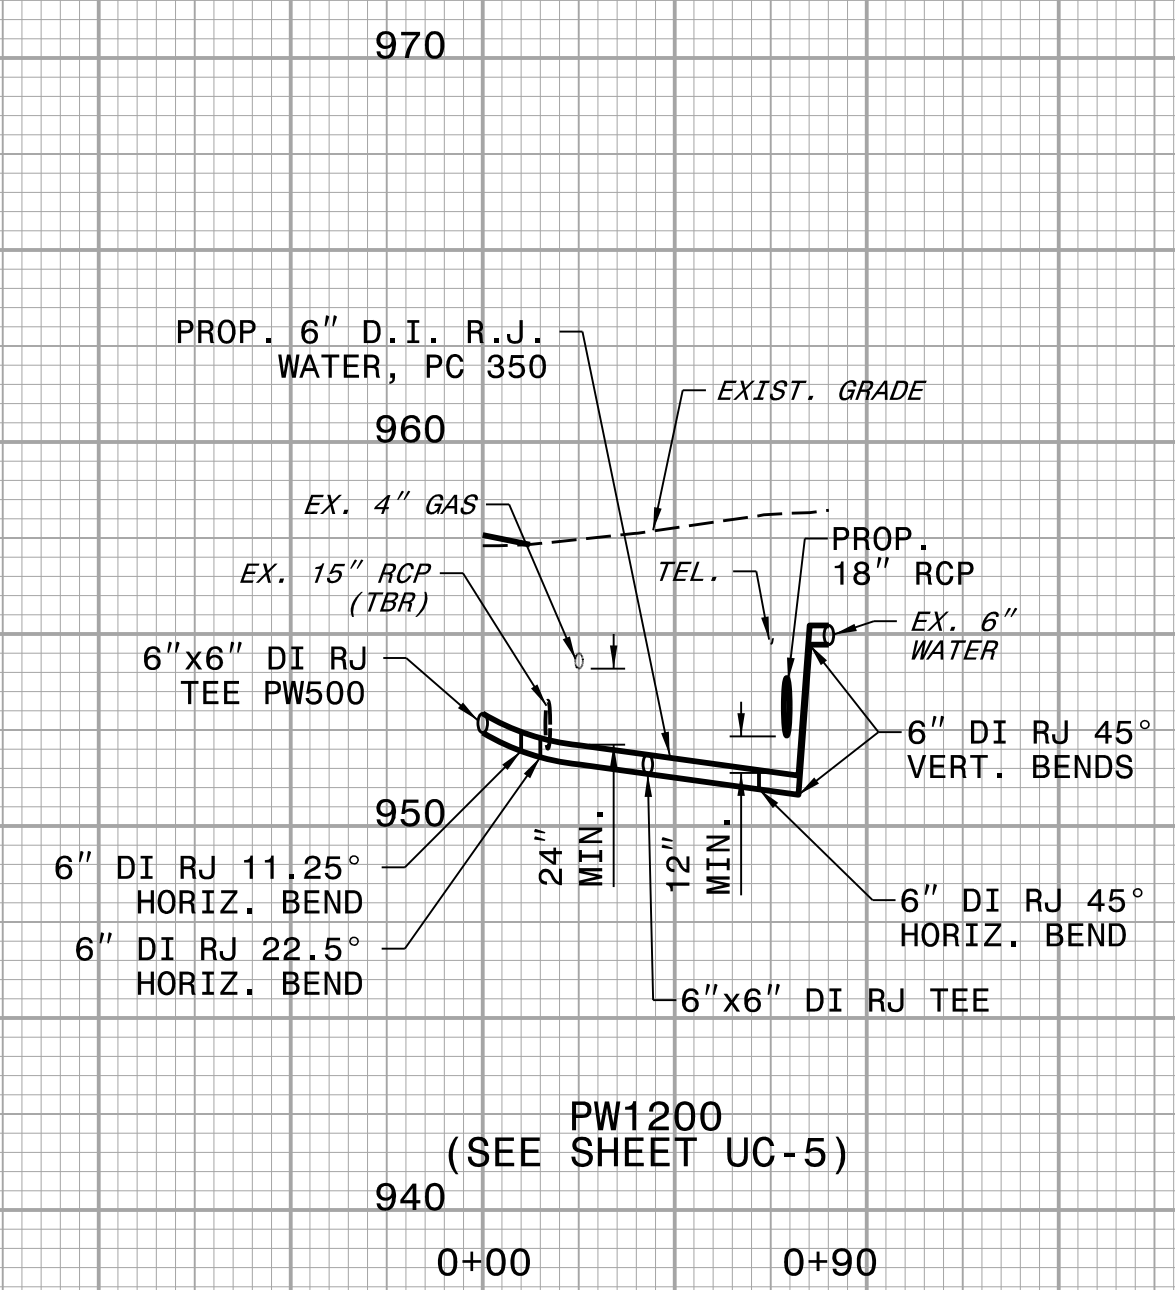 970
PROP. 6" D.I. R.J.
WATER, PC 350
EXIST. GRADE
960
EX. 4" GAS
PROP.
18" RCP
EX. 15" RCP
(TBR)
TEL.
EX. 6"
WATER
6"x6" DI RJ
TEE PW500
6" DI RJ 45°
VERT. BENDS
950
24"
MIN.
12"
MIN.
6" DI RJ 11.25°
HORIZ. BEND
6" DI RJ 45°
HORIZ. BEND
6" DI RJ 22.5°
HORIZ. BEND
6"x6" DI RJ TEE
PW1200
(SEE SHEET UC-5)
940
0+00
0+90